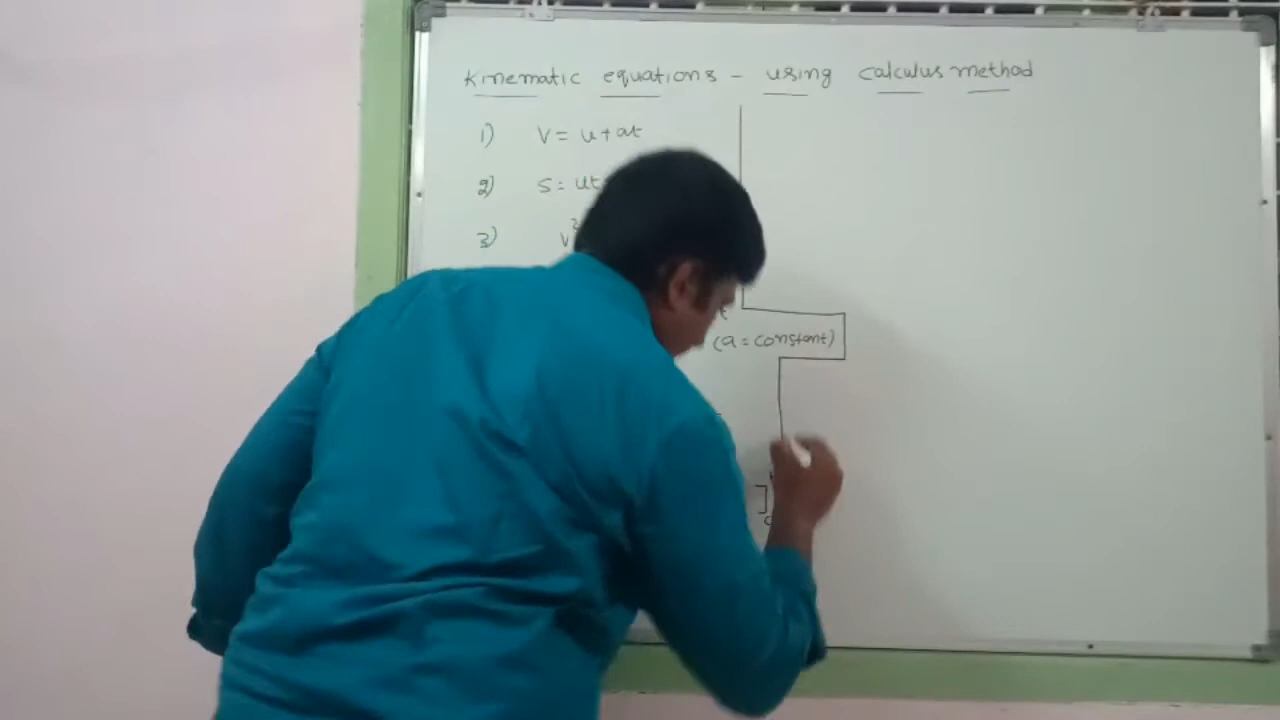 Kinematic equations - using calculus method
1) V = u + at
2) S = ut
3) V²
t
(a = constant)
]